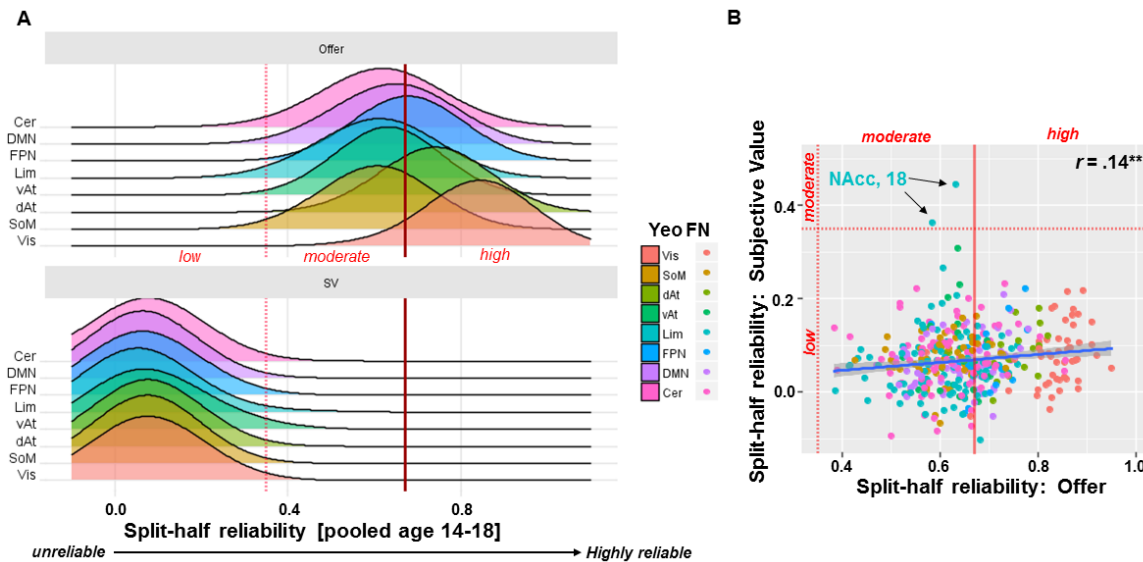 A
Offer
Cer
DMN
FPN
Lim
vAt
dAt
SoM
Vis
low
moderate
high
SV
Cer
DMN
FPN
Lim
vAt
dAt
SoM
Vis
0.0
0.4
0.8
Split-half reliability [pooled age 14-18]
unreliable
Highly reliable
Yeo FN
Vis
SoM
dAt
vAt
Lim
FPN
DMN
Cer
B
moderate
high
r = .14**
NAcc, 18
moderate
low
Split-half reliability: Subjective Value
0.4
0.2
0.0
0.4
0.6
0.8
1.0
Split-half reliability: Offer